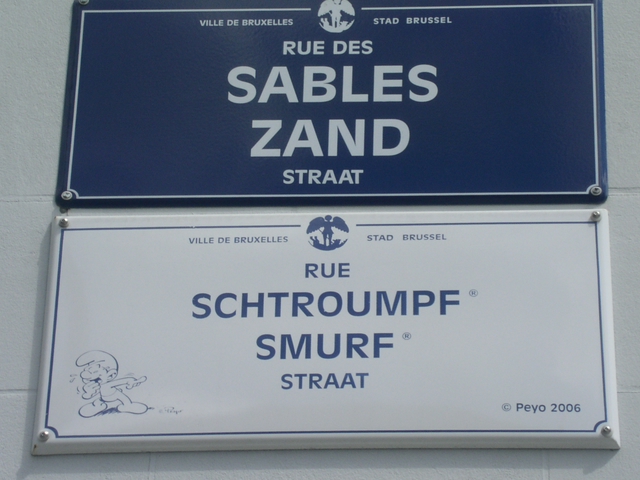 VILLE DE BRUXELLES STAD BRUSSEL
RUE DES
SABLES
ZAND
STRAAT
VILLE DE BRUXELLES STAD BRUSSEL
RUE
SCHTROUMPF®
SMURF®
STRAAT
© Peyo 2006